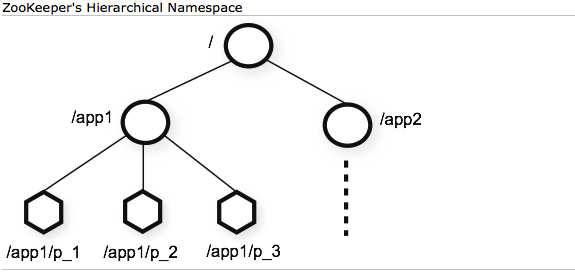 ZooKeeper's Hierarchical Namespace
/
/app1
/app2
/app1/p_1
/app1/p_2
/app1/p_3